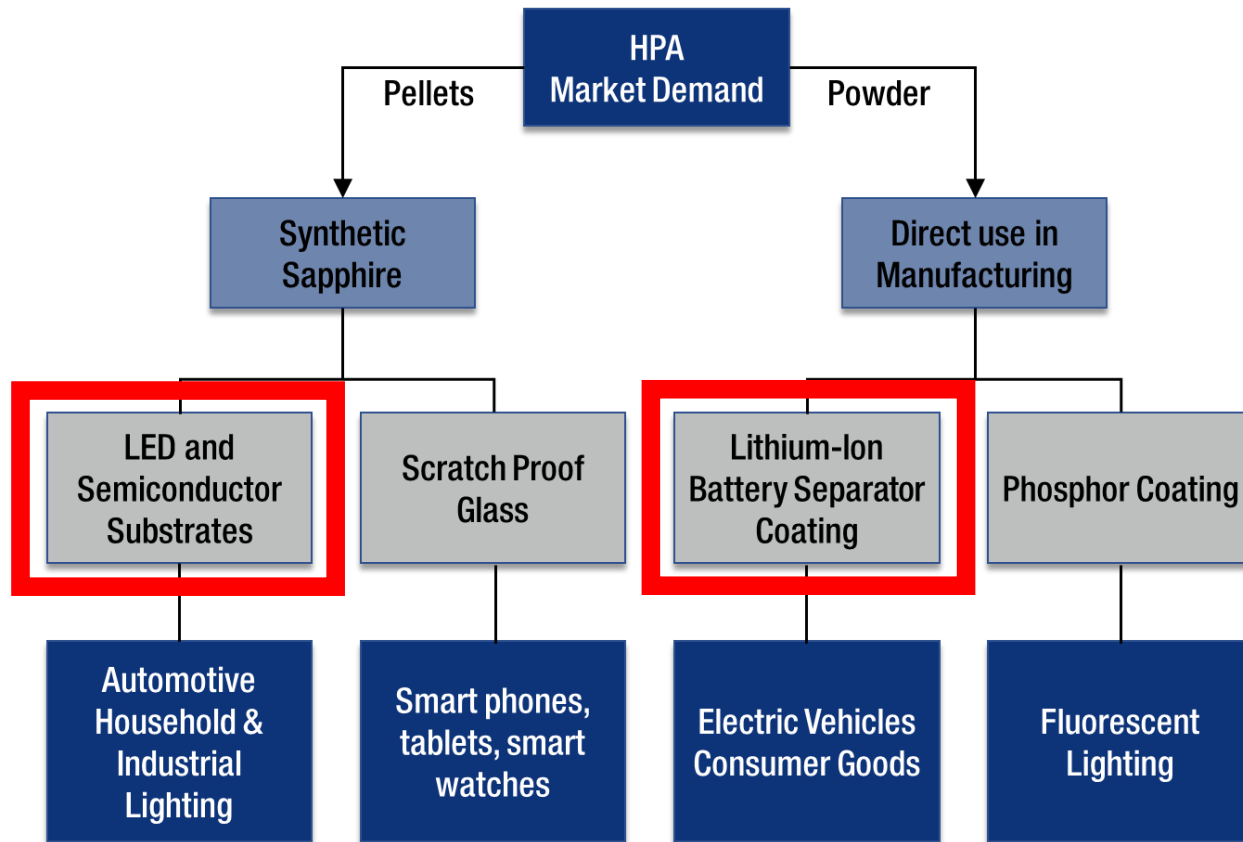 HPA
Market Demand
Pellets
Powder
Synthetic
Sapphire
Direct use in
Manufacturing
LED and
Semiconductor
Substrates
Scratch Proof
Glass
Lithium-Ion
Battery Separator
Coating
Phosphor Coating
Automotive
Household &
Industrial
Lighting
Smart phones,
tablets, smart
watches
Electric Vehicles
Consumer Goods
Fluorescent
Lighting